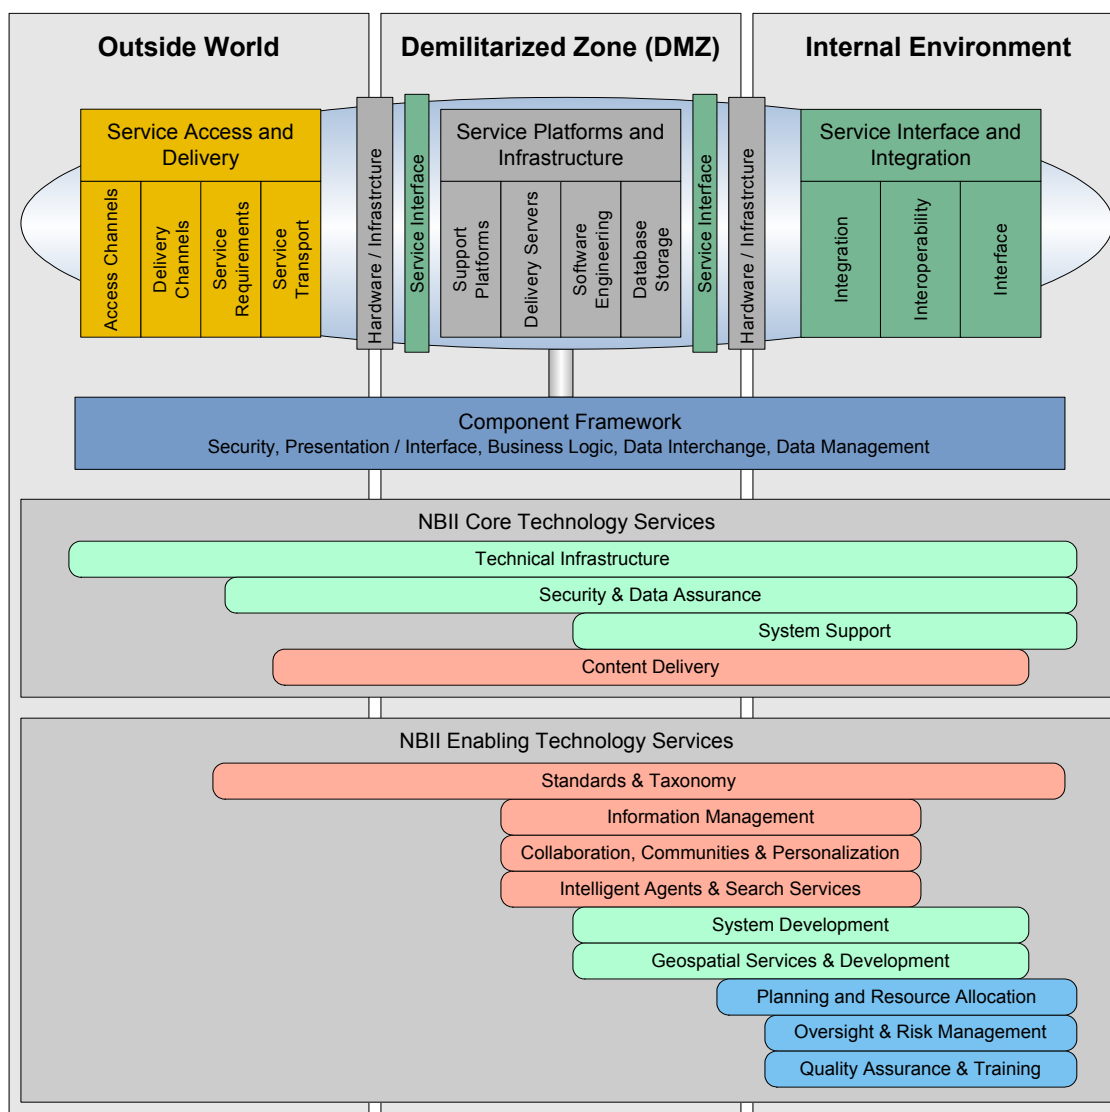 Outside World
Demilitarized Zone (DMZ)
Internal Environment
Service Access and
Delivery
Access Channels
Delivery
Channels
Service
Requirements
Service
Transport
Hardware / Infrastrcture
Service Interface
Service Platforms and
Infrastructure
Support
Platforms
Delivery Servers
Software
Engineering
Database
Storage
Service Interface
Hardware / Infrastrcture
Service Interface and
Integration
Integration
Interoperability
Interface
Component Framework
Security, Presentation / Interface, Business Logic, Data Interchange, Data Management
NBII Core Technology Services
Technical Infrastructure
Security & Data Assurance
System Support
Content Delivery
NBII Enabling Technology Services
Standards & Taxonomy
Information Management
Collaboration, Communities & Personalization
Intelligent Agents & Search Services
System Development
Geospatial Services & Development
Planning and Resource Allocation
Oversight & Risk Management
Quality Assurance & Training